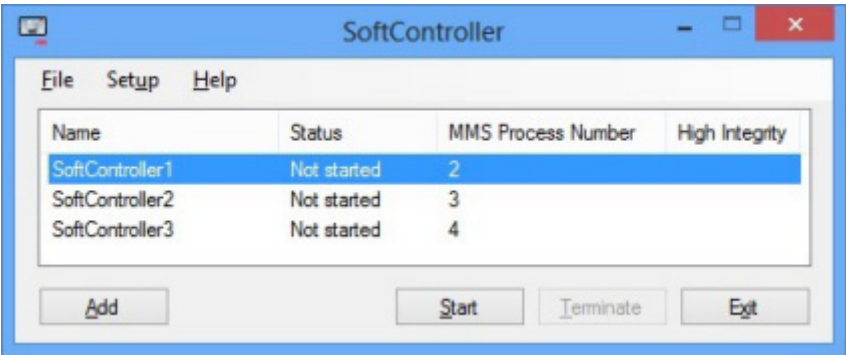 SoftController
File Setup Help
Name Status MMS Process Number High Integrity
SoftController1 Not started 2
SoftController2 Not started 3
SoftController3 Not started 4
Add Start Terminate Exit